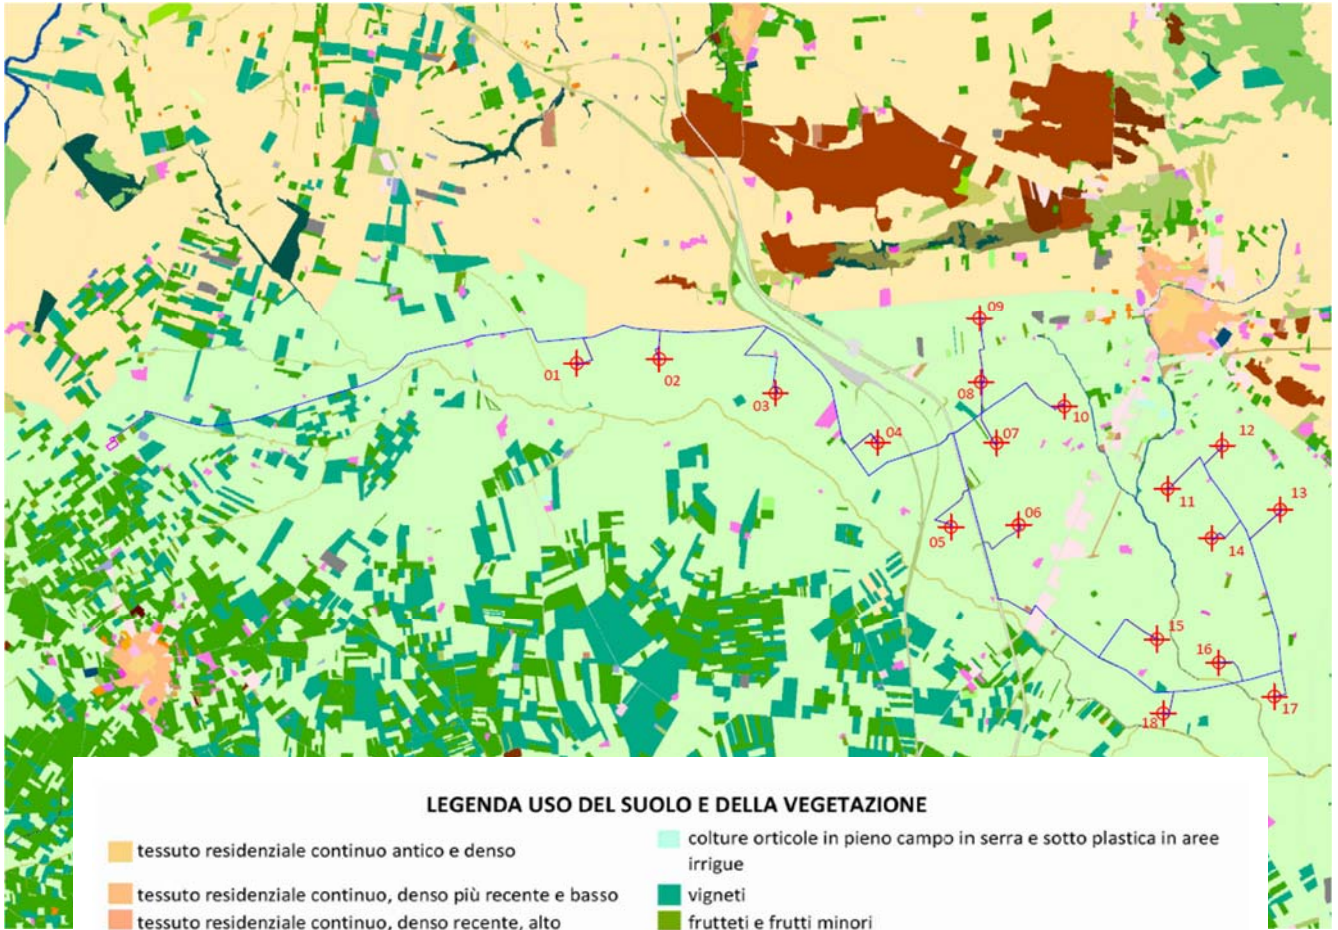 09
01
02
03
08
10
04
07
12
11
13
05
06
14
15
16
17
18
LEGENDA USO DEL SUOLO E DELLA VEGETAZIONE
tessuto residenziale continuo antico e denso
tessuto residenziale continuo, denso più recente e basso
tessuto residenziale continuo, denso recente, alto
colture orticole in pieno campo in serra e sotto plastica in aree
irrigue
vigneti
frutteti e frutti minori